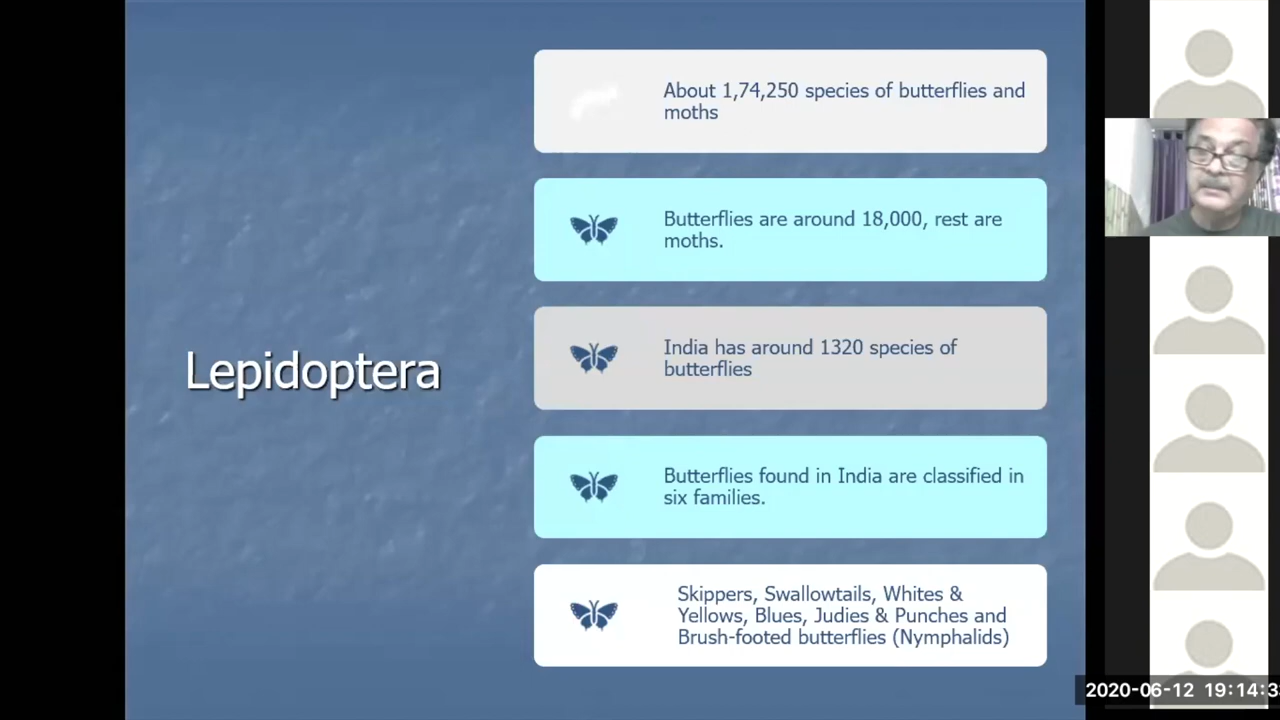 About 1,74,250 species of butterflies and
moths
Butterflies are around 18,000, rest are
moths.
Lepidoptera
India has around 1320 species of
butterflies
Butterflies found in India are classified in
six families.
Skippers, Swallowtails, Whites &
Yellows, Blues, Judies & Punches and
Brush-footed butterflies (Nymphalids)
2020-06-12 19:14:3